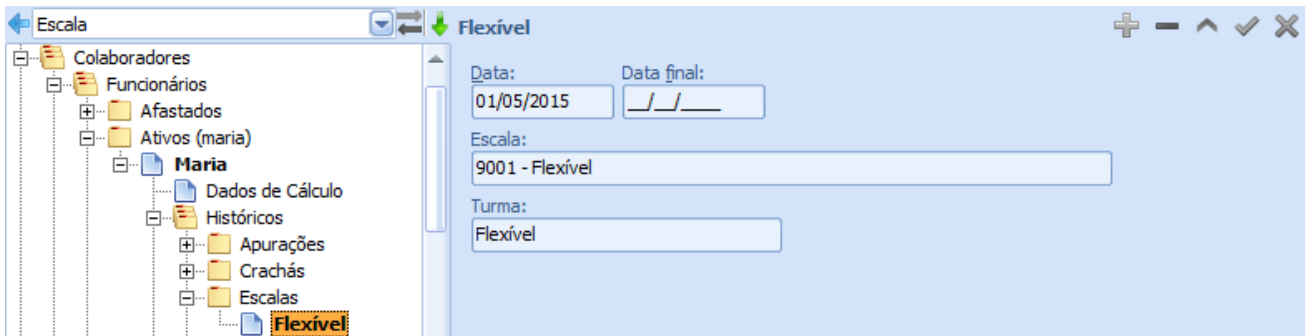 Escala
Colaboradores
Funcionários
Afastados
Ativos (maria)
Maria
Dados de Cálculo
Históricos
Apurações
Crachás
Escalas
Flexível
Flexível
Data: Data final:
01/05/2015 __/__/____
Escala:
9001 - Flexível
Turma:
Flexível